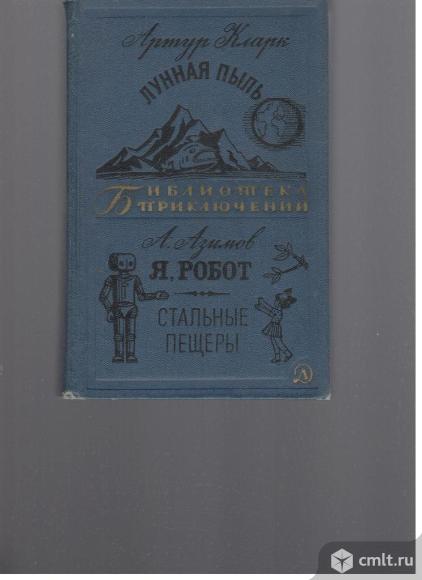 Артур Кларк
ЛУННАЯ ПЫЛЬ
БИБЛИОТЕКА
ПРИКЛЮЧЕНИЙ
А. Азимов
Я, РОБОТ
СТАЛЬНЫЕ
ПЕЩЕРЫ
cmlt.ru